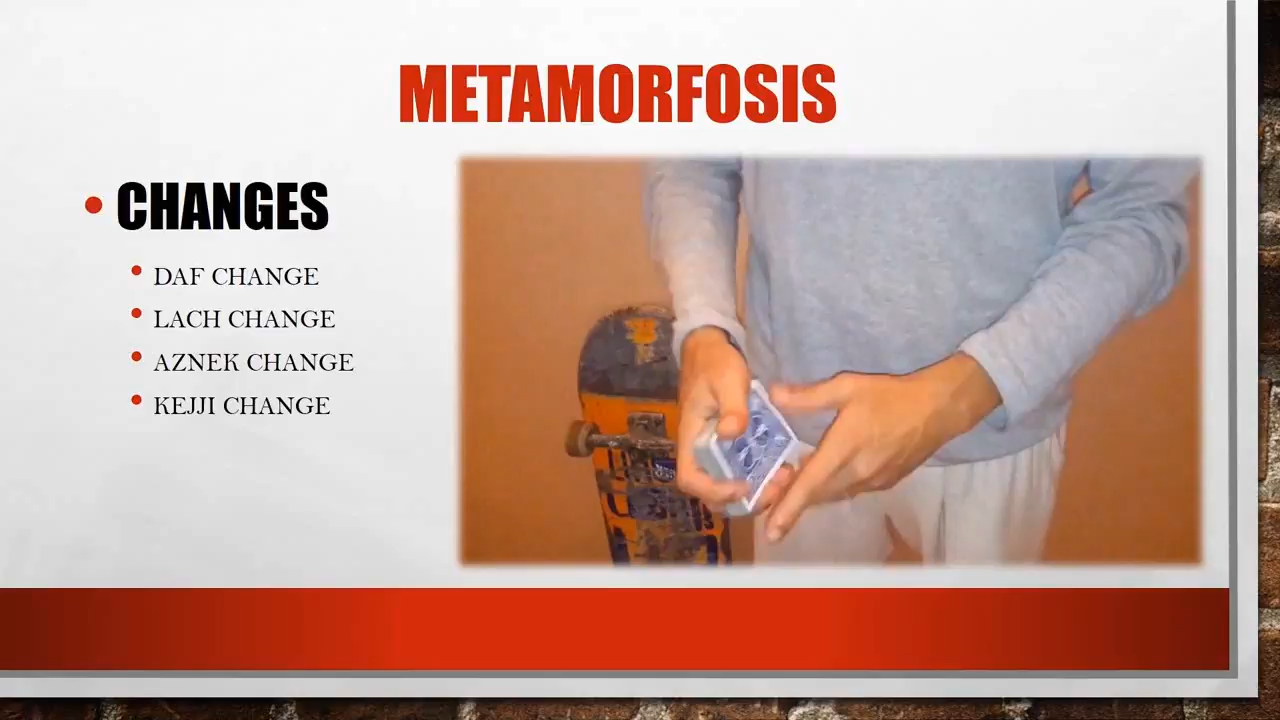 METAMORFOSIS
CHANGES
DAF CHANGE
LACH CHANGE
AZNEK CHANGE
KEJJI CHANGE